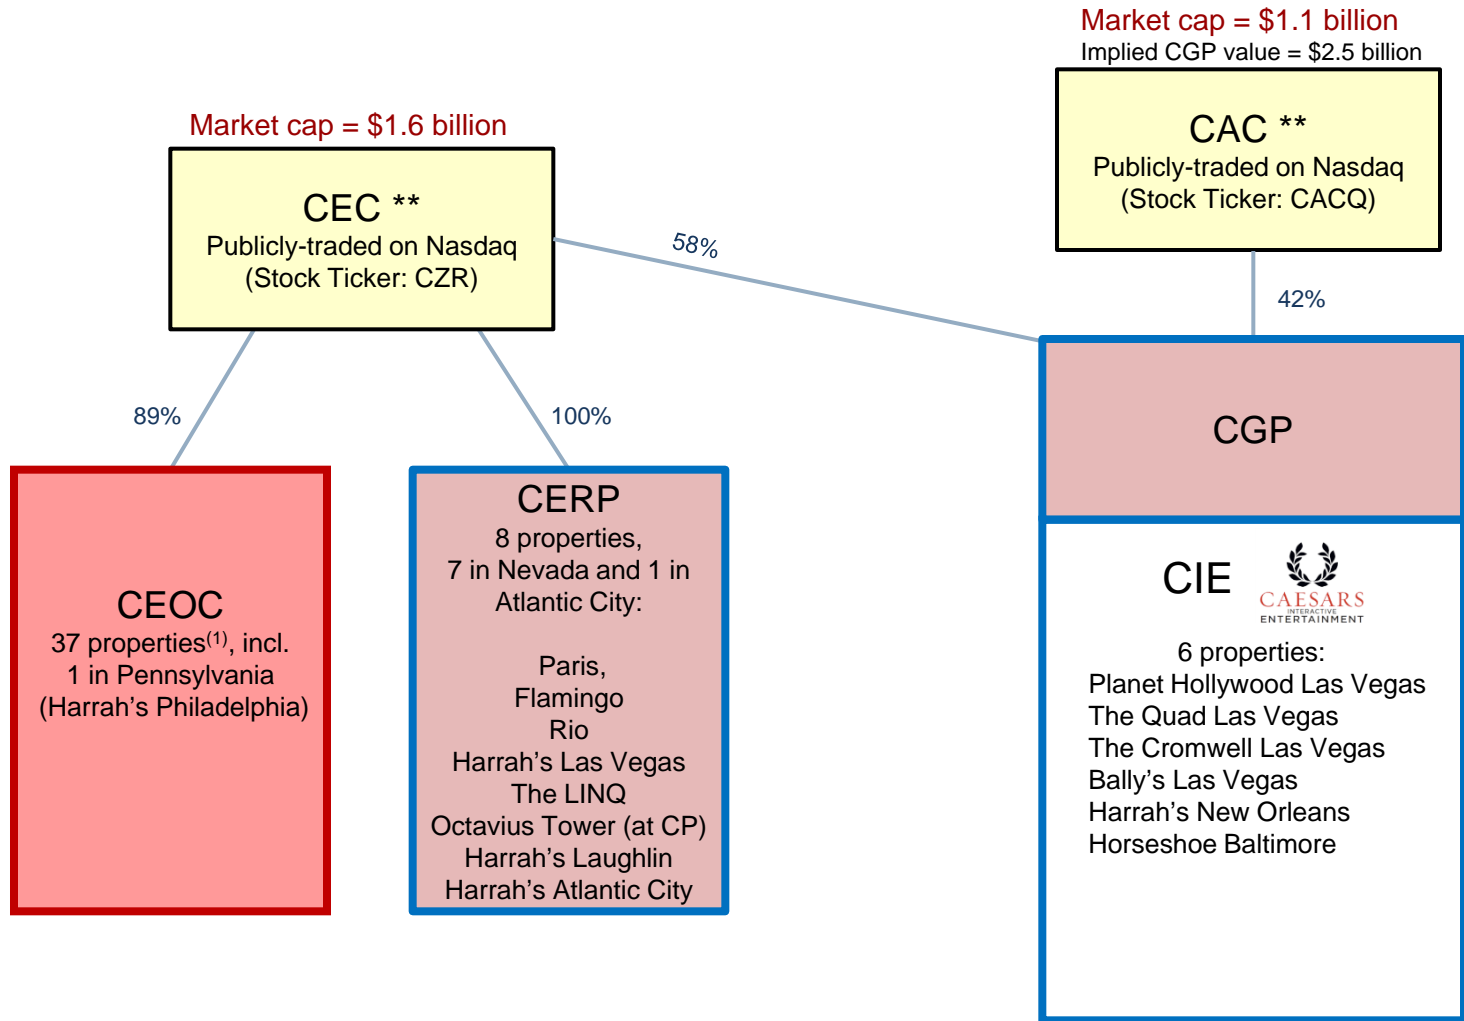 Market cap = $1.1 billion
Implied CGP value = $2.5 billion
CAC **
Publicly-traded on Nasdaq
(Stock Ticker: CACQ)
Market cap = $1.6 billion
CEC **
Publicly-traded on Nasdaq
(Stock Ticker: CZR)
58%
42%
89%
100%
CGP
CEOC
37 properties(1), incl.
1 in Pennsylvania
(Harrah's Philadelphia)
CERP
8 properties,
7 in Nevada and 1 in
Atlantic City:
Paris,
Flamingo
Rio
Harrah's Las Vegas
The LINQ
Octavius Tower (at CP)
Harrah's Laughlin
Harrah's Atlantic City
CIE
CAESARS
INTERACTIVE
ENTERTAINMENT
6 properties:
Planet Hollywood Las Vegas
The Quad Las Vegas
The Cromwell Las Vegas
Bally's Las Vegas
Harrah's New Orleans
Horseshoe Baltimore